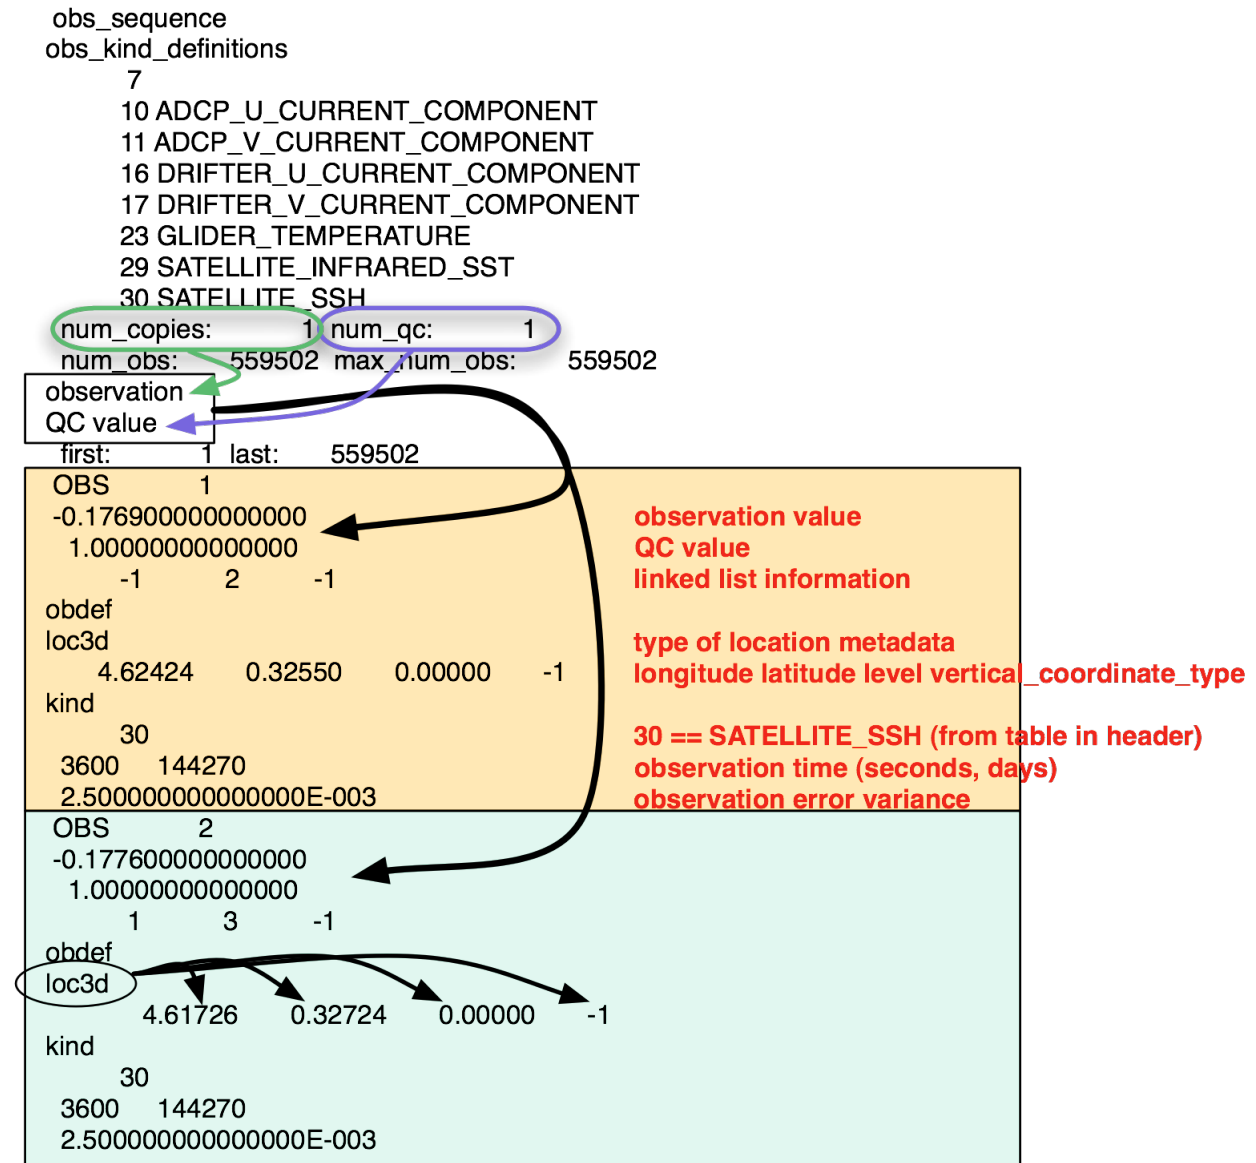 obs_sequence
obs_kind_definitions
7
10 ADCP_U_CURRENT_COMPONENT
11 ADCP_V_CURRENT_COMPONENT
16 DRIFTER_U_CURRENT_COMPONENT
17 DRIFTER_V_CURRENT_COMPONENT
23 GLIDER_TEMPERATURE
29 SATELLITE_INFRARED_SST
30 SATELLITE_SSH
num_copies: 1 num_qc: 1
num_obs: 559502 max_num_obs: 559502
observation
QC value
first: 1 last: 559502
OBS 1
-0.176900000000000 observation value
1.00000000000000 QC value
-1 2 -1 linked list information
obdef
loc3d type of location metadata
4.62424 0.32550 0.00000 -1 longitude latitude level vertical_coordinate_type
kind
30 30 == SATELLITE_SSH (from table in header)
3600 144270 observation time (seconds, days)
2.500000000000000E-003 observation error variance
OBS 2
-0.177600000000000
1.00000000000000
1 3 -1
obdef
loc3d
4.61726 0.32724 0.00000 -1
kind
30
3600 144270
2.500000000000000E-003